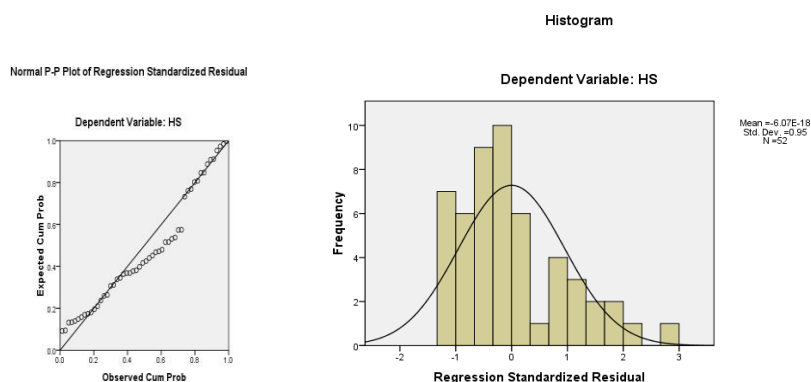 Normal P-P Plot of Regression Standardized Residual
Dependent Variable: HS
Expected Cum Prob
1.0
0.8
0.6
0.4
0.2
0.0
0.0 0.2 0.4 0.6 0.8 1.0
Observed Cum Prob
Histogram
Dependent Variable: HS
Mean =-6.07E-18
Std. Dev. =0.95
N =52
Frequency
10
8
6
4
2
0
-2 -1 0 1 2 3
Regression Standardized Residual